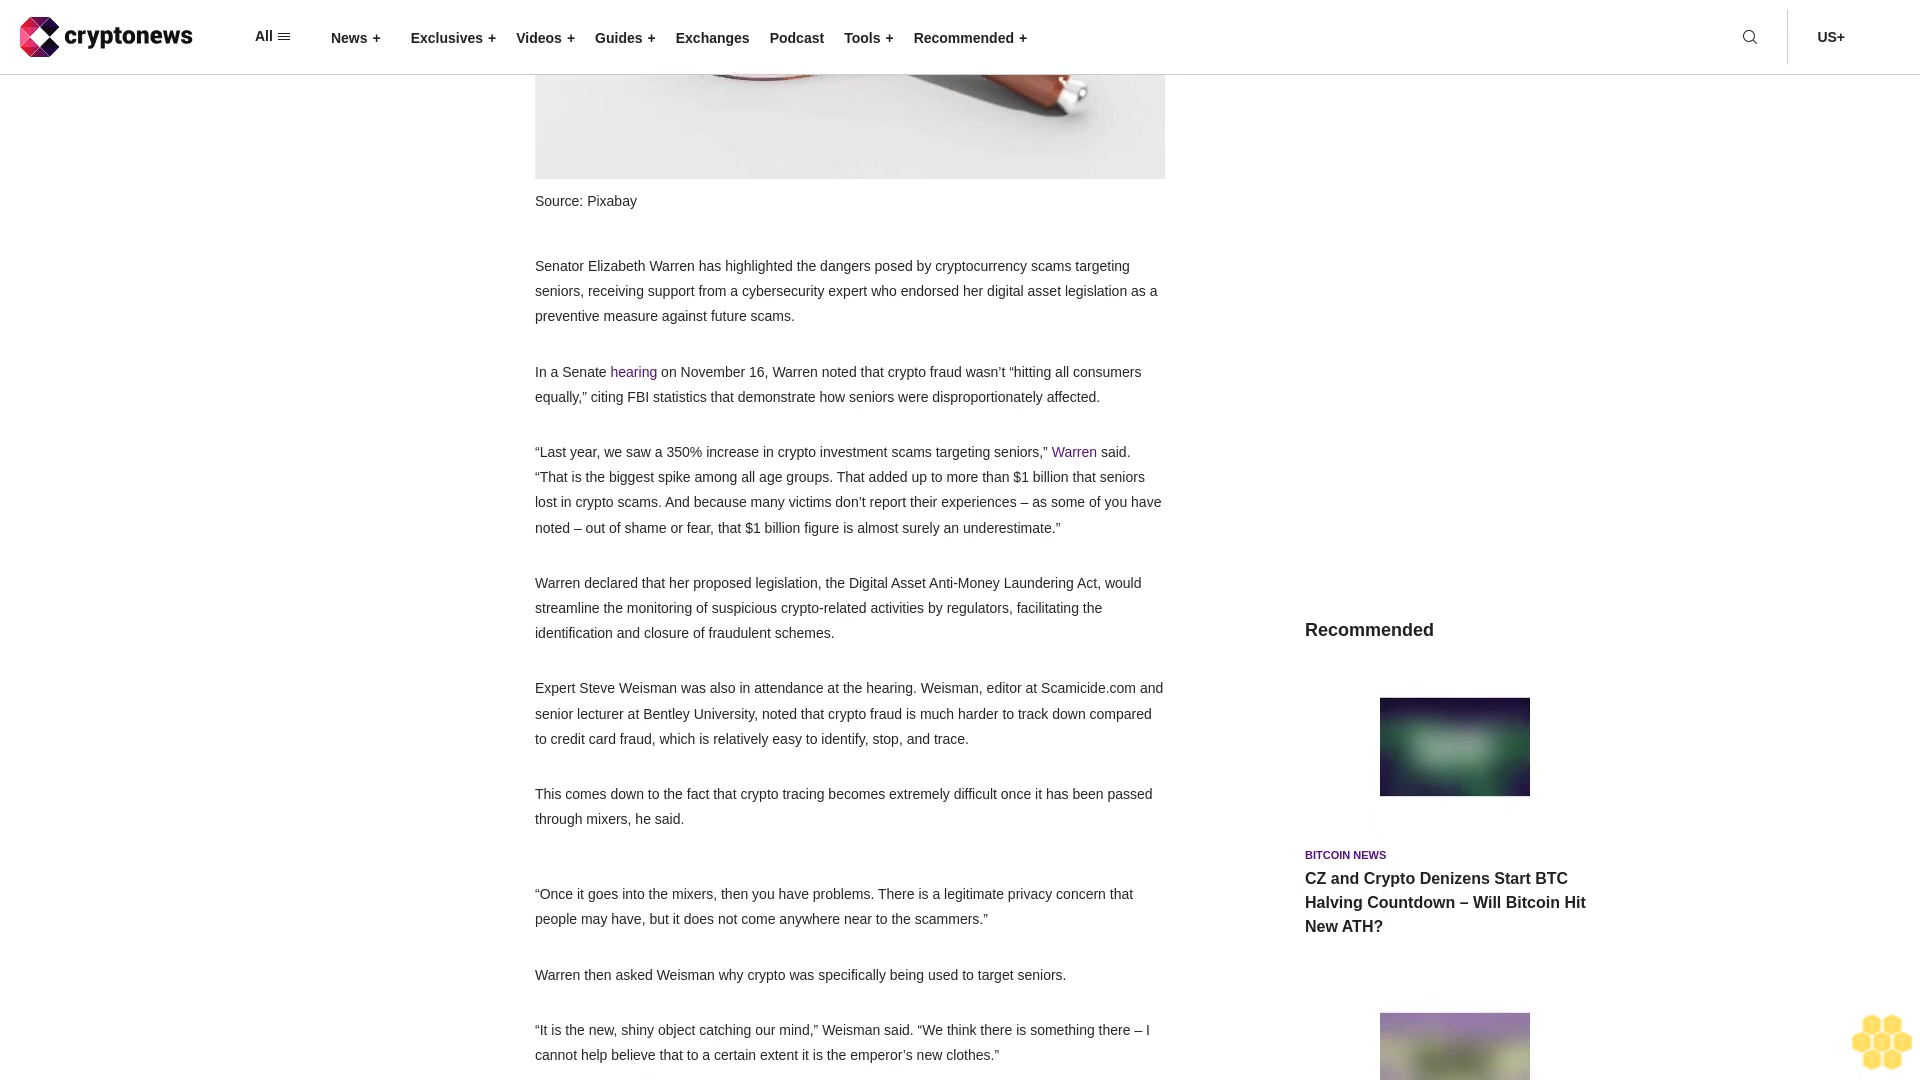 cryptonews
All
News +
Exclusives +
Videos +
Guides +
Exchanges
Podcast
Tools +
Recommended +
US+
Source: Pixabay
Senator Elizabeth Warren has highlighted the dangers posed by cryptocurrency scams targeting
seniors, receiving support from a cybersecurity expert who endorsed her digital asset legislation as a
preventive measure against future scams.
In a Senate hearing on November 16, Warren noted that crypto fraud wasn’t “hitting all consumers
equally,” citing FBI statistics that demonstrate how seniors were disproportionately affected.
“Last year, we saw a 350% increase in crypto investment scams targeting seniors,” Warren said.
“That is the biggest spike among all age groups. That added up to more than $1 billion that seniors
lost in crypto scams. And because many victims don’t report their experiences – as some of you have
noted – out of shame or fear, that $1 billion figure is almost surely an underestimate.”
Warren declared that her proposed legislation, the Digital Asset Anti-Money Laundering Act, would
streamline the monitoring of suspicious crypto-related activities by regulators, facilitating the
identification and closure of fraudulent schemes.
Expert Steve Weisman was also in attendance at the hearing. Weisman, editor at Scamicide.com and
senior lecturer at Bentley University, noted that crypto fraud is much harder to track down compared
to credit card fraud, which is relatively easy to identify, stop, and trace.
This comes down to the fact that crypto tracing becomes extremely difficult once it has been passed
through mixers, he said.
“Once it goes into the mixers, then you have problems. There is a legitimate privacy concern that
people may have, but it does not come anywhere near to the scammers.”
Warren then asked Weisman why crypto was specifically being used to target seniors.
“It is the new, shiny object catching our mind,” Weisman said. “We think there is something there – I
cannot help believe that to a certain extent it is the emperor’s new clothes.”
Recommended
BITCOIN NEWS
CZ and Crypto Denizens Start BTC
Halving Countdown – Will Bitcoin Hit
New ATH?